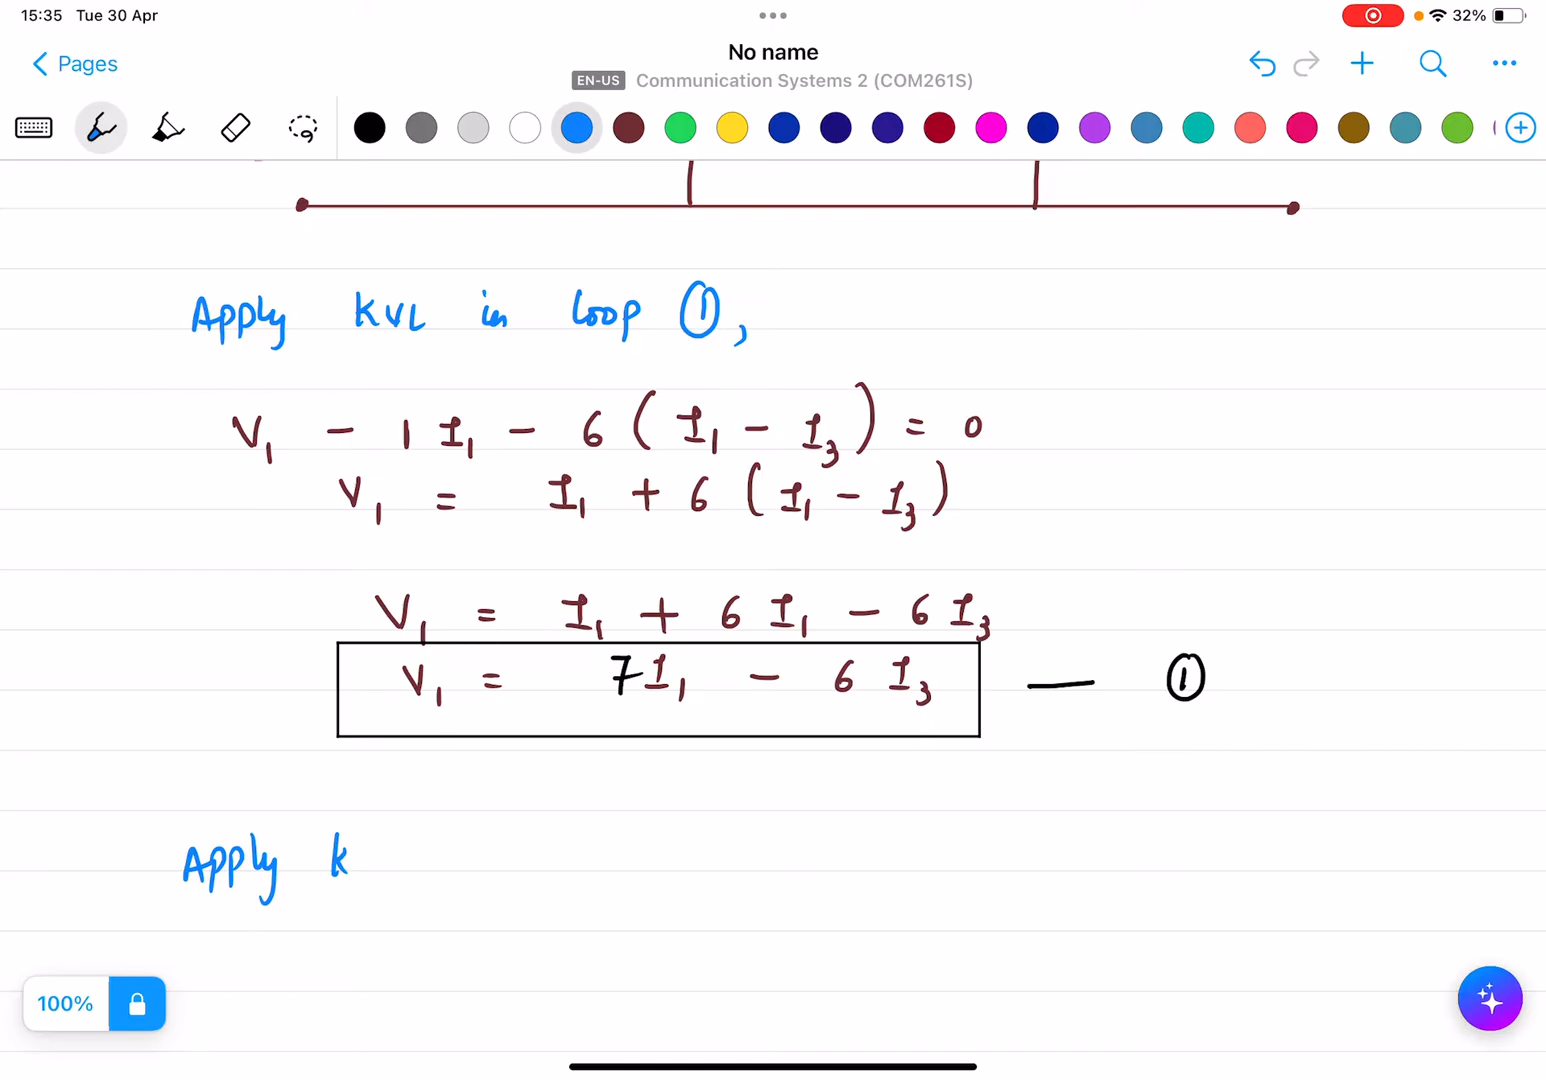 15:35 Tue 30 Apr
32%
Pages
No name
EN-US Communication Systems 2 (COM261S)
Apply KVL in loop ①,
V₁ - 1 I₁ - 6 ( I₁ - I₃ ) = 0
V₁ = I₁ + 6 ( I₁ - I₃ )
V₁ = I₁ + 6 I₁ - 6 I₃
V₁ = 7 I₁ - 6 I₃ — ①
Apply k
100%